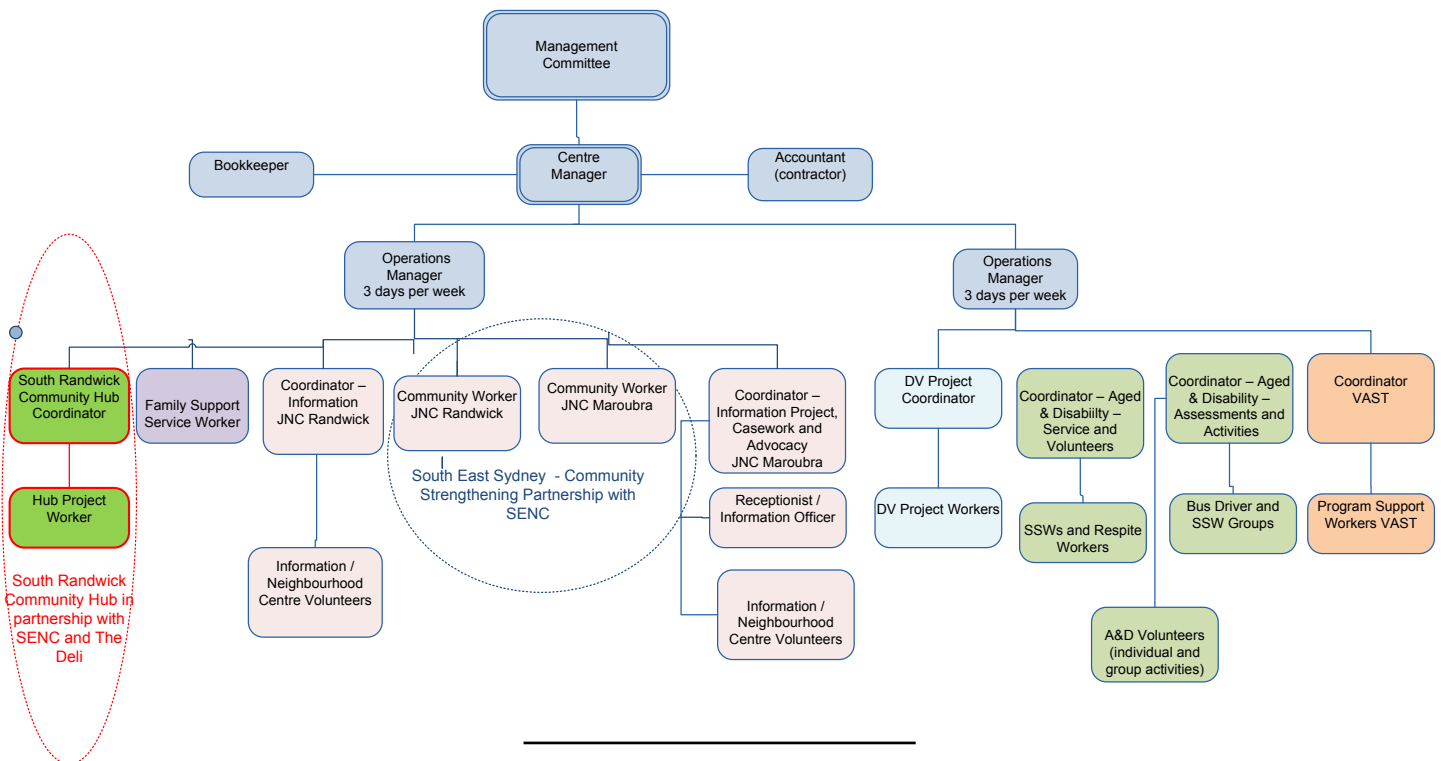 Management
Committee
Bookkeeper
Centre
Manager
Accountant
(contractor)
Operations
Manager
3 days per week
Operations
Manager
3 days per week
South Randwick
Community Hub
Coordinator
Family Support
Service Worker
Coordinator –
Information
JNC Randwick
Community Worker
JNC Randwick
Community Worker
JNC Maroubra
Coordinator –
Information Project,
Casework and
Advocacy
JNC Maroubra
DV Project
Coordinator
Coordinator – Aged
& Disabiilty –
Service and
Volunteers
Coordinator – Aged
& Disability –
Assessments and
Activities
Coordinator
VAST
South East Sydney - Community
Strengthening Partnership with
SENC
Hub Project
Worker
Receptionist /
Information Officer
DV Project Workers
SSWs and Respite
Workers
Bus Driver and
SSW Groups
Program Support
Workers VAST
South Randwick
Community Hub in
partnership with
SENC and The
Deli
Information /
Neighbourhood
Centre Volunteers
Information /
Neighbourhood
Centre Volunteers
A&D Volunteers
(individual and
group activities)